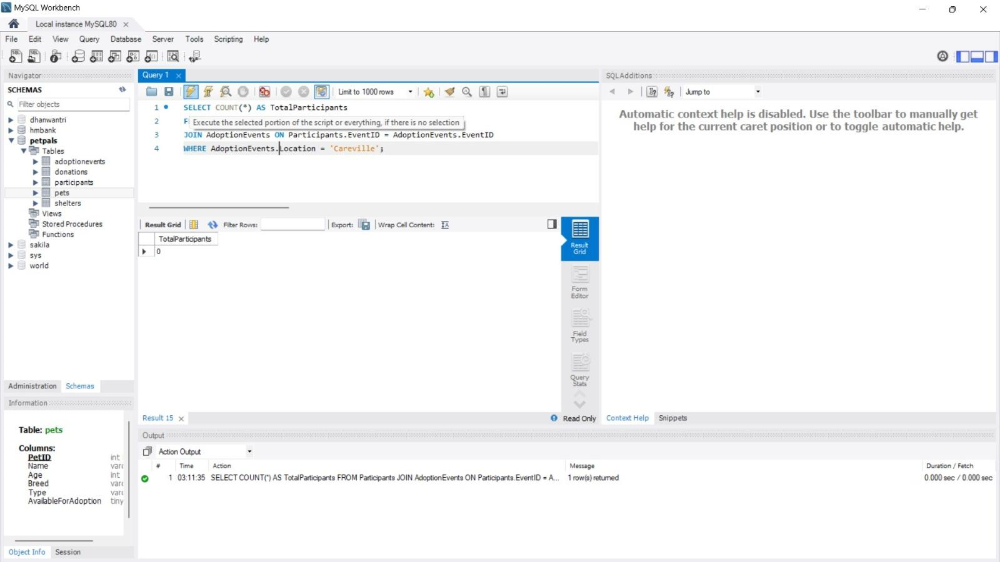 MySQL Workbench
Local instance MySQL80
File Edit View Query Database Server Tools Scripting Help
Navigator
SCHEMAS
Filter objects
dhanwantri
hmbank
petpals
Tables
adoptionevents
donations
participants
pets
shelters
Views
Stored Procedures
Functions
sakila
sys
world
Administration Schemas
Information
Table: pets
Columns:
PetID int
Name varc
Age int
Breed varc
Type varc
AvailableForAdoption tiny
Object Info Session
Query 1
Limit to 1000 rows
1 SELECT COUNT(*) AS TotalParticipants
2 F
Execute the selected portion of the script or everything, if there is no selection
3 JOIN AdoptionEvents ON Participants.EventID = AdoptionEvents.EventID
4 WHERE AdoptionEvents.Location = 'Careville';
Result Grid Filter Rows: Export: Wrap Cell Content:
TotalParticipants
0
Result Grid
Form Editor
Field Types
Query Stats
Result 15 Read Only
SQLAdditions
Jump to
Automatic context help is disabled. Use the toolbar to manually get
help for the current caret position or to toggle automatic help.
Context Help Snippets
Output
Action Output
# Time Action Message Duration / Fetch
1 03:11:35 SELECT COUNT(*) AS TotalParticipants FROM Participants JOIN AdoptionEvents ON Participants.EventID = A... 1 row(s) returned 0.000 sec / 0.000 sec